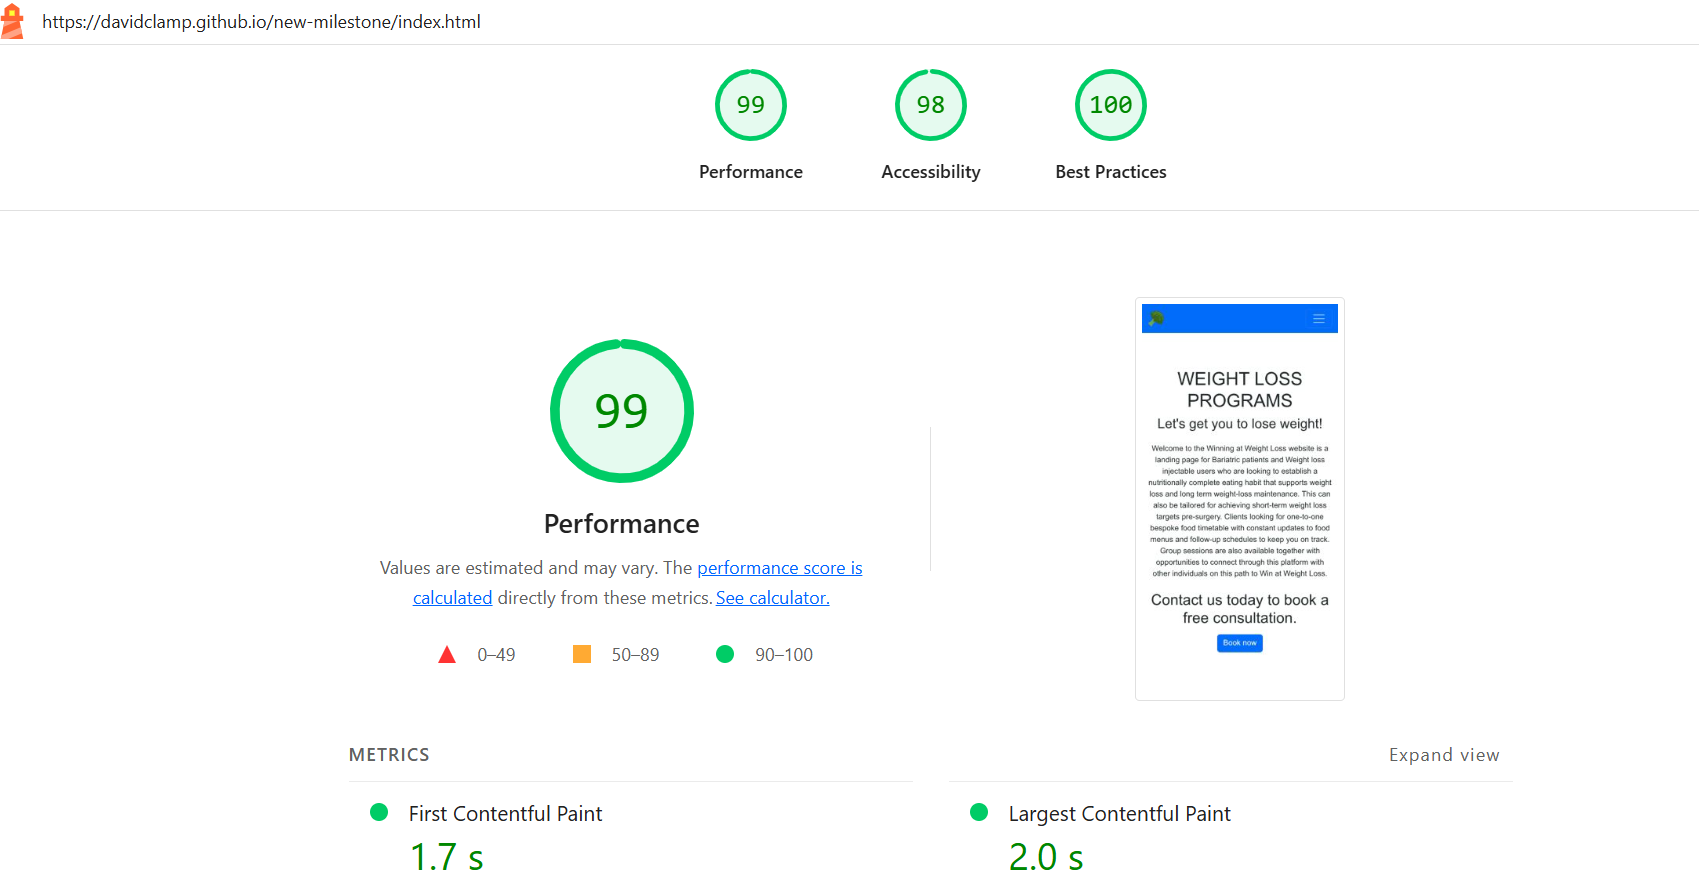 https://davidclamp.github.io/new-milestone/index.html
99
98
100
Performance
Accessibility
Best Practices
99
Performance
Values are estimated and may vary. The performance score is
calculated directly from these metrics. See calculator.
0–49
50–89
90–100
WEIGHT LOSS
PROGRAMS
Let's get you to lose weight!
Welcome to the Winning at Weight Loss website is a
landing page for Bariatric patients and Weight loss
injectable users who are looking to establish a
nutritionally complete eating habit that supports weight
loss and long term weight-loss maintenance. This can
also be tailored for achieving short-term weight loss
targets pre-surgery. Clients looking for one-to-one
bespoke food timetable with constant updates to food
menus and follow-up schedules to keep you on track.
Group sessions are also available together with
opportunities to connect through this platform with
other individuals on this path to Win at Weight Loss.
Contact us today to book a
free consultation.
Book now
METRICS
Expand view
First Contentful Paint
1.7 s
Largest Contentful Paint
2.0 s